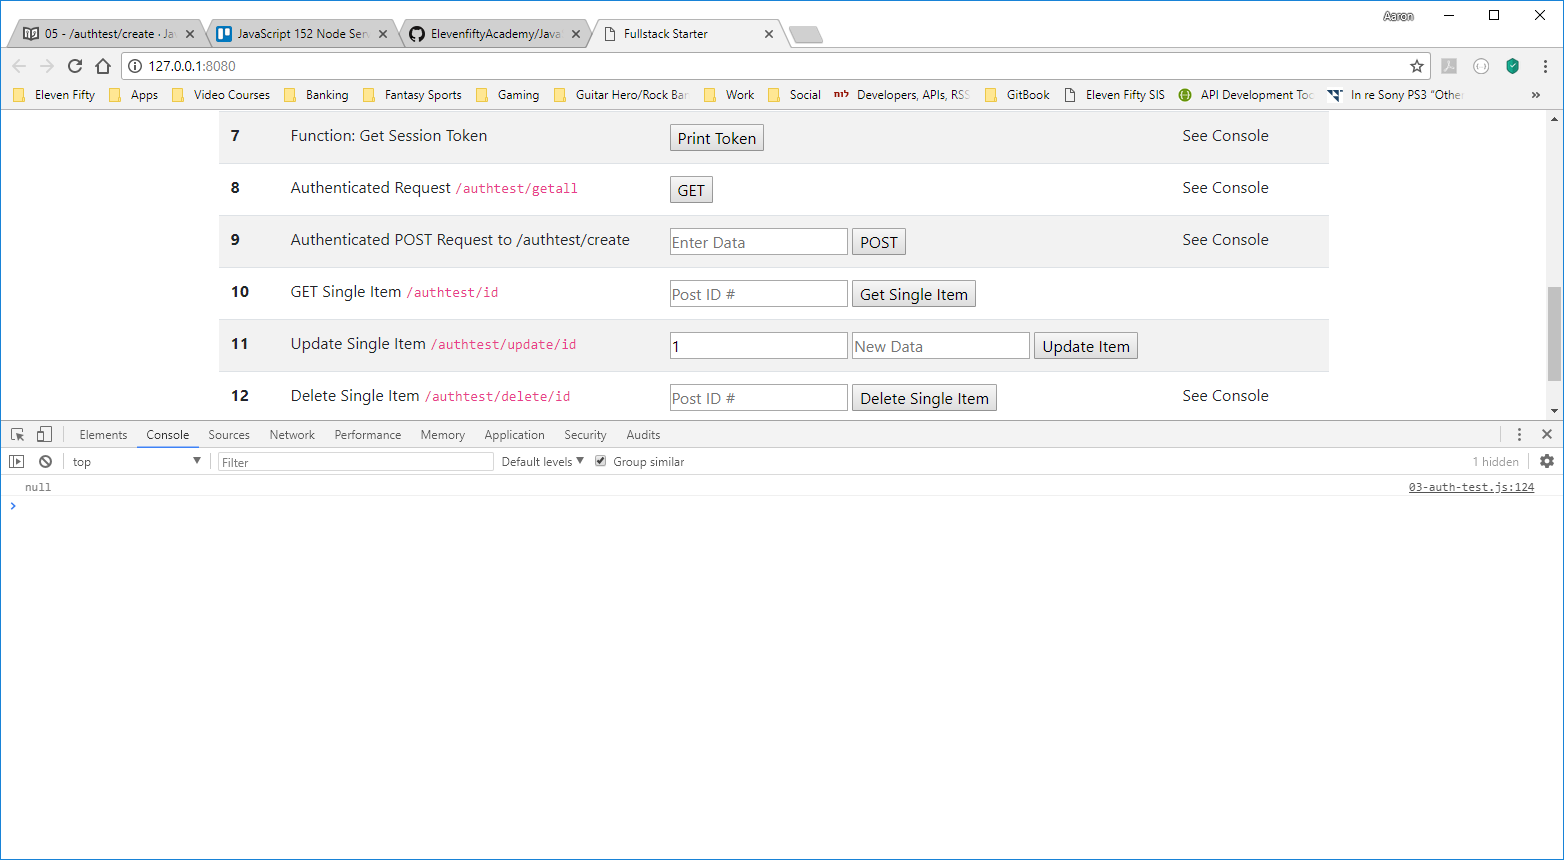 Aaron
05 - /authtest/create · Jav
JavaScript 152 Node Serv
ElevenfiftyAcademy/Java
Fullstack Starter
127.0.0.1:8080
Eleven Fifty Apps Video Courses Banking Fantasy Sports Gaming Guitar Hero/Rock Ban Work Social Developers, APIs, RSS GitBook Eleven Fifty SIS API Development Too In re Sony PS3 "Other »
7 Function: Get Session Token Print Token See Console
8 Authenticated Request /authtest/getall GET See Console
9 Authenticated POST Request to /authtest/create Enter Data POST See Console
10 GET Single Item /authtest/id Post ID # Get Single Item
11 Update Single Item /authtest/update/id 1 New Data Update Item
12 Delete Single Item /authtest/delete/id Post ID # Delete Single Item See Console
Elements Console Sources Network Performance Memory Application Security Audits
top Filter Default levels Group similar 1 hidden
null 03-auth-test.js:124